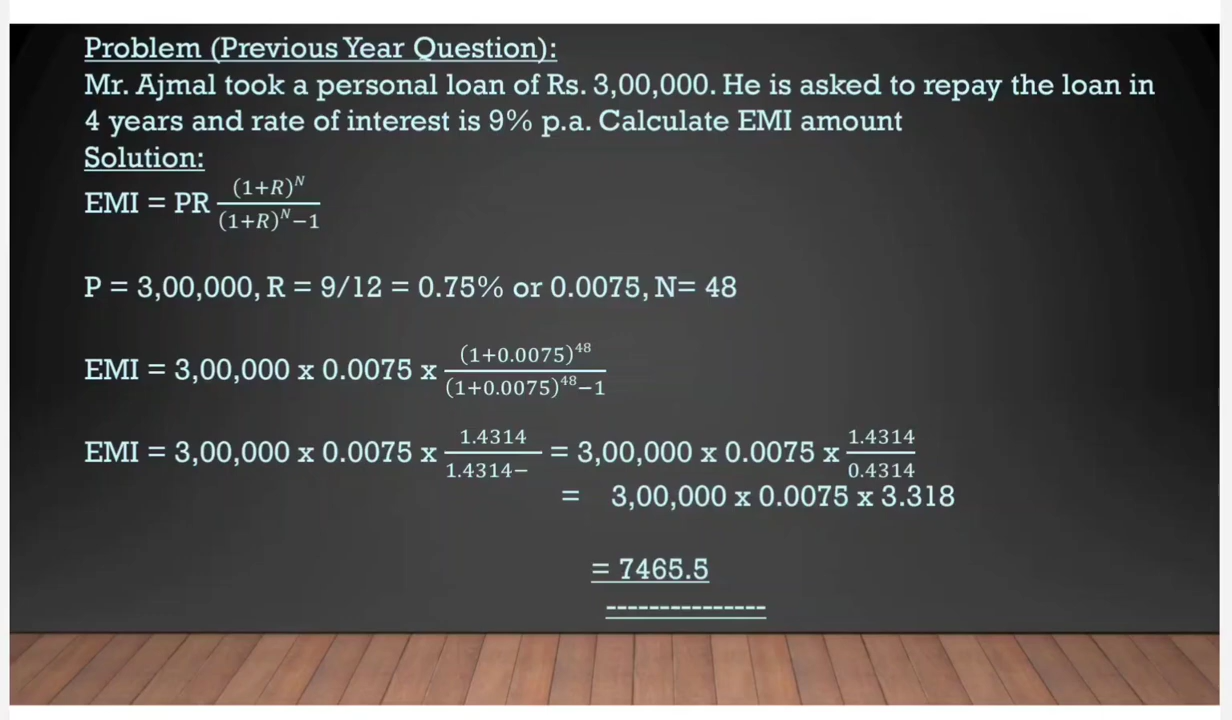 Problem (Previous Year Question):
Mr. Ajmal took a personal loan of Rs. 3,00,000. He is asked to repay the loan in
4 years and rate of interest is 9% p.a. Calculate EMI amount
Solution:
EMI = PR (1+R)^N / (1+R)^N−1
P = 3,00,000, R = 9/12 = 0.75% or 0.0075, N= 48
EMI = 3,00,000 x 0.0075 x (1+0.0075)^48 / (1+0.0075)^48−1
EMI = 3,00,000 x 0.0075 x 1.4314 / 1.4314− = 3,00,000 x 0.0075 x 1.4314 / 0.4314
= 3,00,000 x 0.0075 x 3.318
= 7465.5
---------------